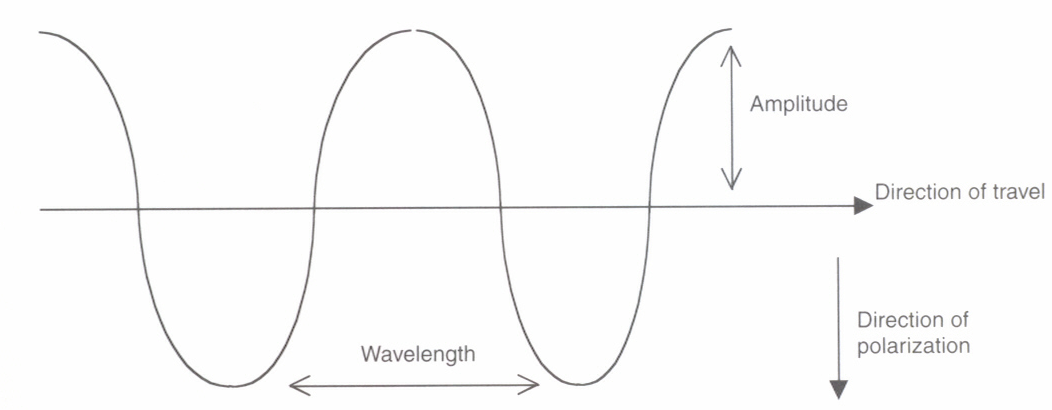 Amplitude
Direction of travel
Direction of
polarization
Wavelength